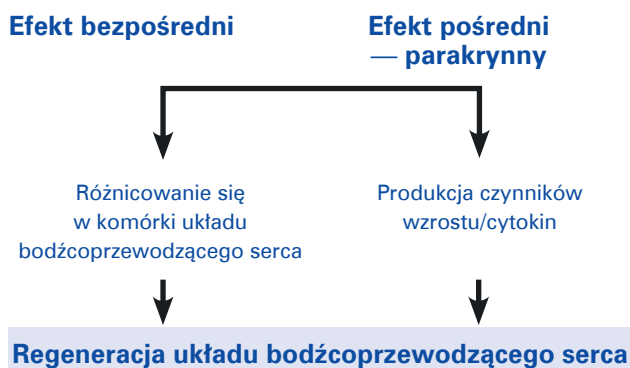 Efekt bezpośredni
Efekt pośredni
— parakrynny
Różnicowanie się
w komórki układu
bodźcoprzewodzącego serca
Produkcja czynników
wzrostu/cytokin
Regeneracja układu bodźcoprzewodzącego serca